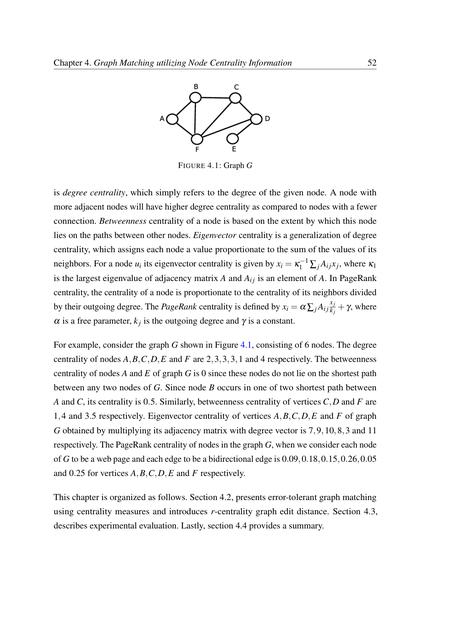 Chapter 4. Graph Matching utilizing Node Centrality Information 52
B
C
A
D
F
E
FIGURE 4.1: Graph G
is degree centrality, which simply refers to the degree of the given node. A node with
more adjacent nodes will have higher degree centrality as compared to nodes with a fewer
connection. Betweenness centrality of a node is based on the extent by which this node
lies on the paths between other nodes. Eigenvector centrality is a generalization of degree
centrality, which assigns each node a value proportionate to the sum of the values of its
neighbors. For a node u_i its eigenvector centrality is given by x_i = κ_1^{-1} ∑_j A_{ij} x_j, where κ_1
is the largest eigenvalue of adjacency matrix A and A_{ij} is an element of A. In PageRank
centrality, the centrality of a node is proportionate to the centrality of its neighbors divided
by their outgoing degree. The PageRank centrality is defined by x_i = α ∑_j A_{ij} x_j/k_j + γ, where
α is a free parameter, k_j is the outgoing degree and γ is a constant.
For example, consider the graph G shown in Figure 4.1, consisting of 6 nodes. The degree
centrality of nodes A,B,C,D,E and F are 2,3,3,3,1 and 4 respectively. The betweenness
centrality of nodes A and E of graph G is 0 since these nodes do not lie on the shortest path
between any two nodes of G. Since node B occurs in one of two shortest path between
A and C, its centrality is 0.5. Similarly, betweenness centrality of vertices C,D and F are
1,4 and 3.5 respectively. Eigenvector centrality of vertices A,B,C,D,E and F of graph
G obtained by multiplying its adjacency matrix with degree vector is 7,9,10,8,3 and 11
respectively. The PageRank centrality of nodes in the graph G, when we consider each node
of G to be a web page and each edge to be a bidirectional edge is 0.09,0.18,0.15,0.26,0.05
and 0.25 for vertices A,B,C,D,E and F respectively.
This chapter is organized as follows. Section 4.2, presents error-tolerant graph matching
using centrality measures and introduces r-centrality graph edit distance. Section 4.3,
describes experimental evaluation. Lastly, section 4.4 provides a summary.